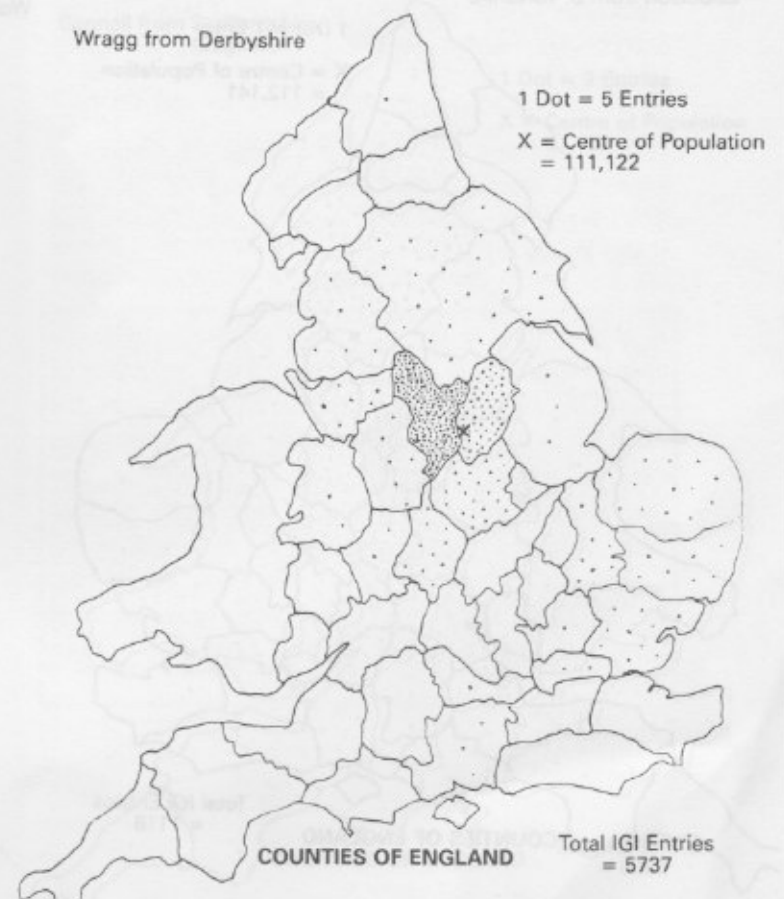 Wragg from Derbyshire
1 Dot = 5 Entries
X = Centre of Population
= 111,122
X
COUNTIES OF ENGLAND
Total IGI Entries
= 5737